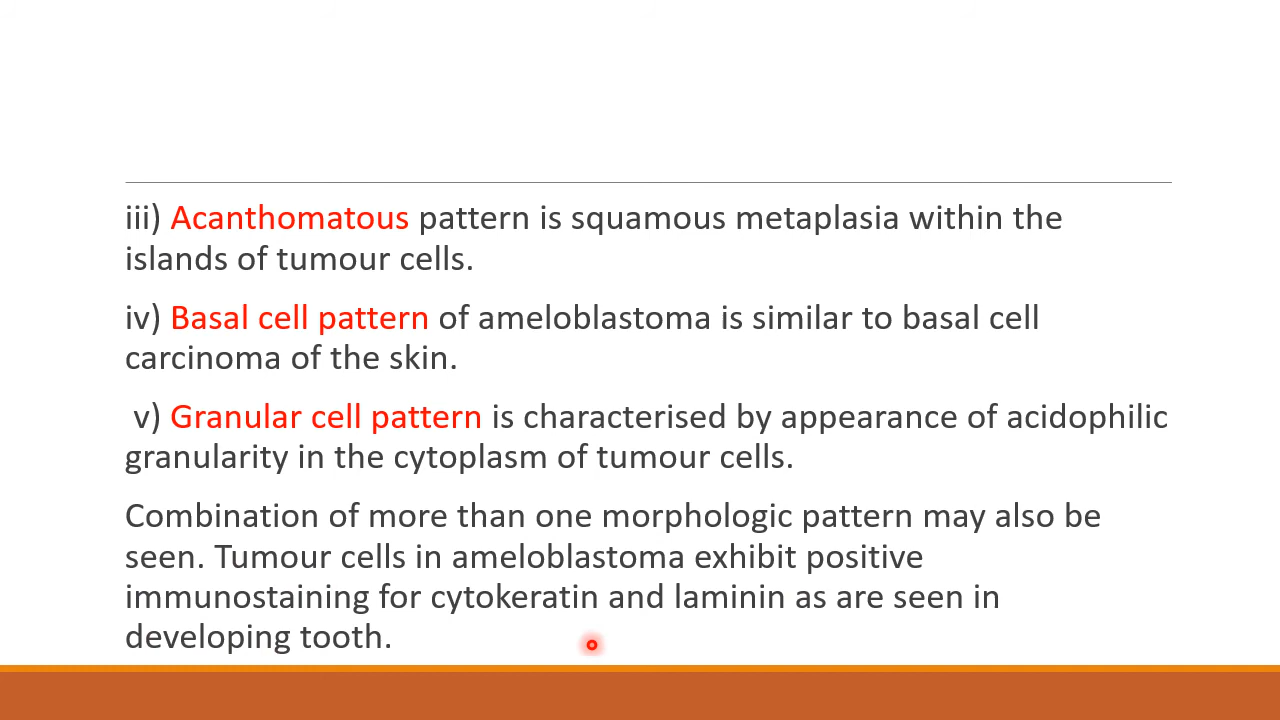 iii) Acanthomatous pattern is squamous metaplasia within the
islands of tumour cells.
iv) Basal cell pattern of ameloblastoma is similar to basal cell
carcinoma of the skin.
v) Granular cell pattern is characterised by appearance of acidophilic
granularity in the cytoplasm of tumour cells.
Combination of more than one morphologic pattern may also be
seen. Tumour cells in ameloblastoma exhibit positive
immunostaining for cytokeratin and laminin as are seen in
developing tooth.